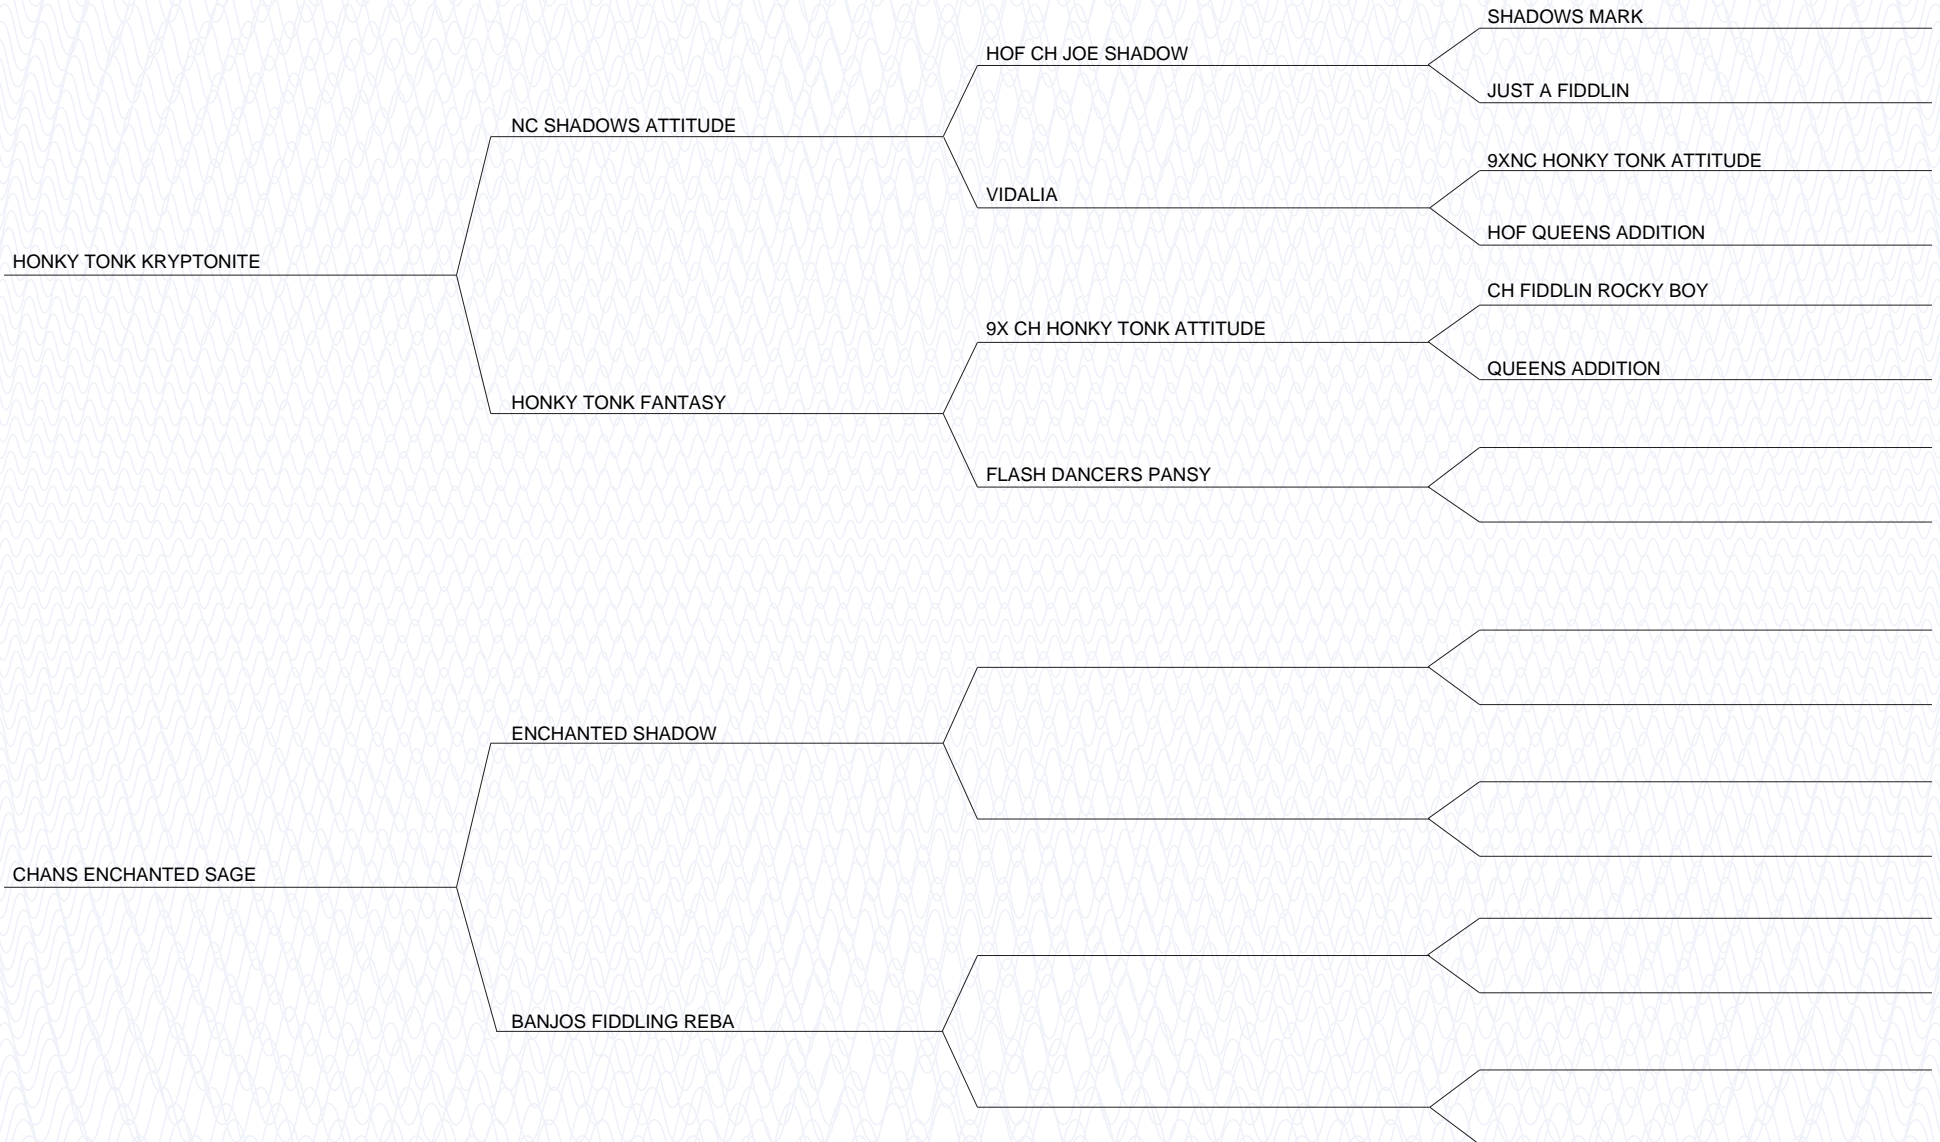 SHADOWS MARK
HOF CH JOE SHADOW
JUST A FIDDLIN
NC SHADOWS ATTITUDE
9XNC HONKY TONK ATTITUDE
VIDALIA
HOF QUEENS ADDITION
HONKY TONK KRYPTONITE
CH FIDDLIN ROCKY BOY
9X CH HONKY TONK ATTITUDE
QUEENS ADDITION
HONKY TONK FANTASY
FLASH DANCERS PANSY
ENCHANTED SHADOW
CHANS ENCHANTED SAGE
BANJOS FIDDLING REBA